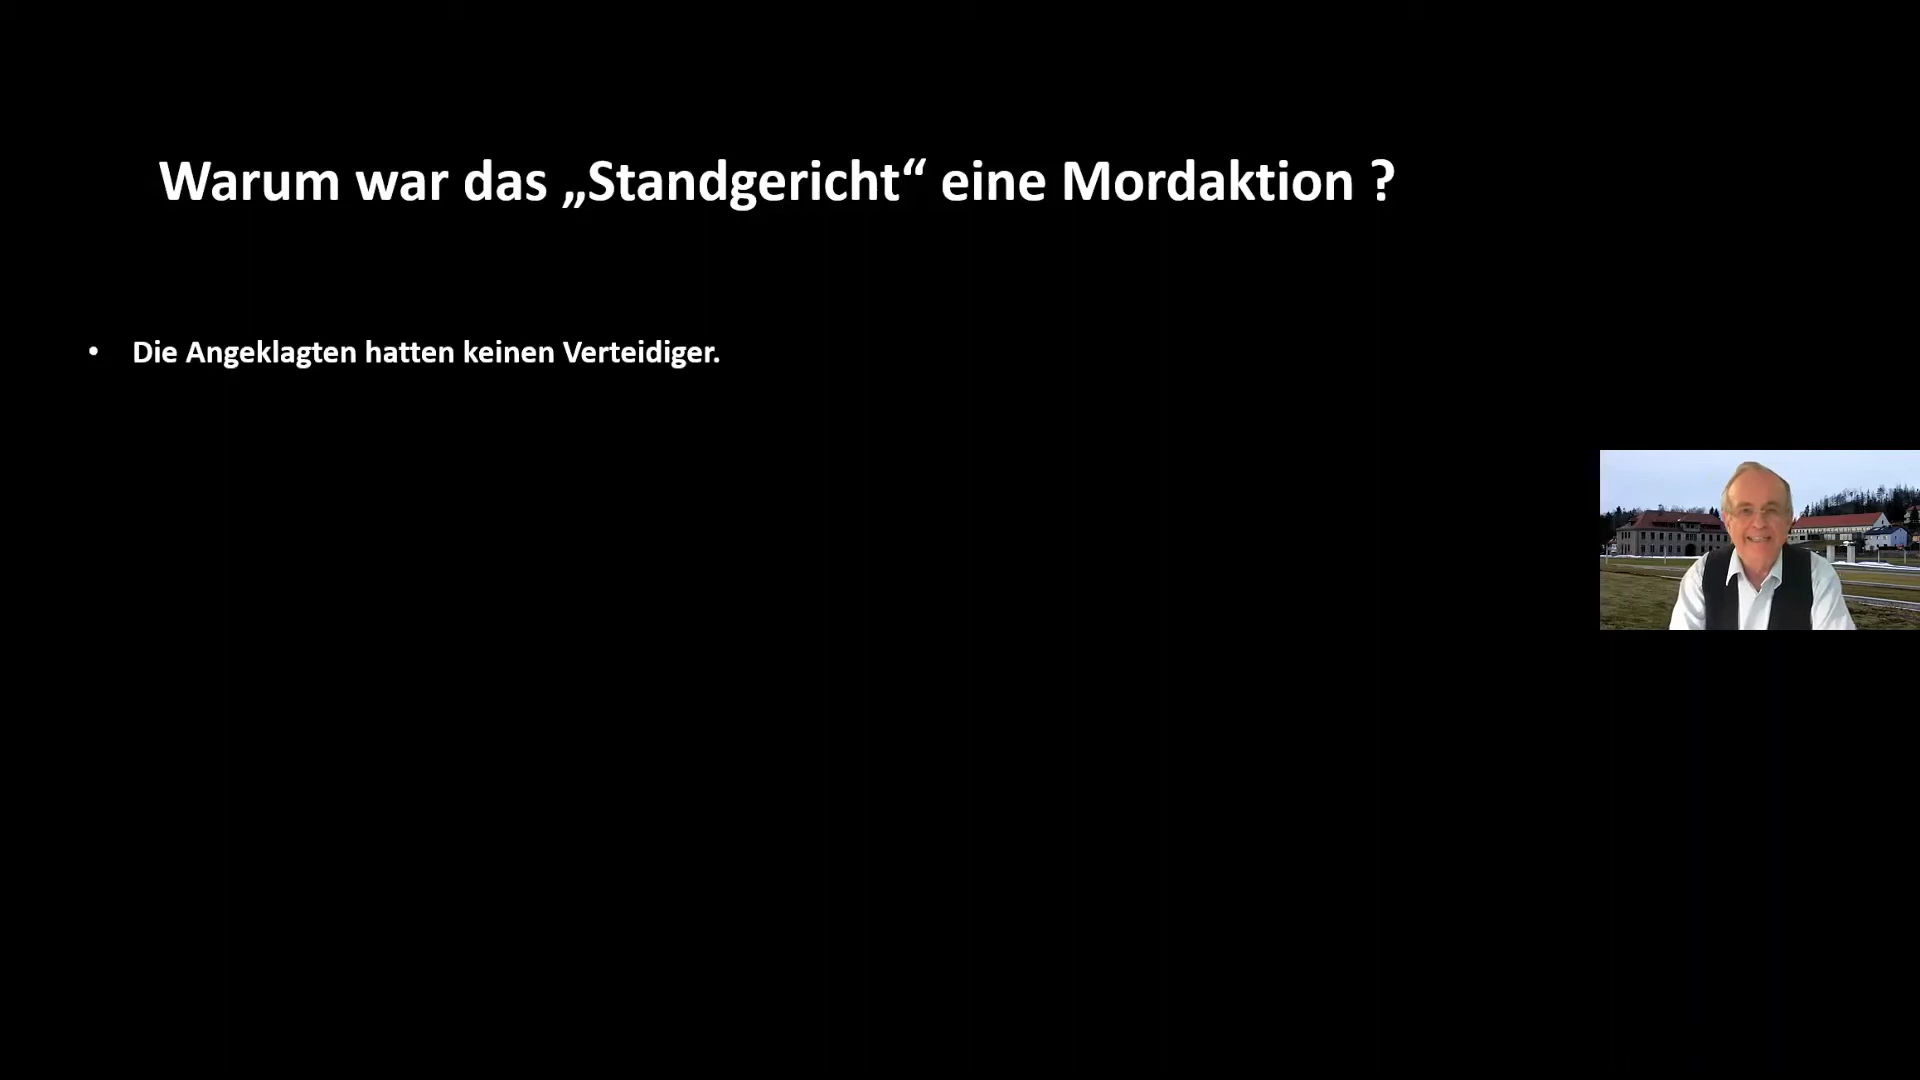 Warum war das „Standgericht“ eine Mordaktion ?
• Die Angeklagten hatten keinen Verteidiger.